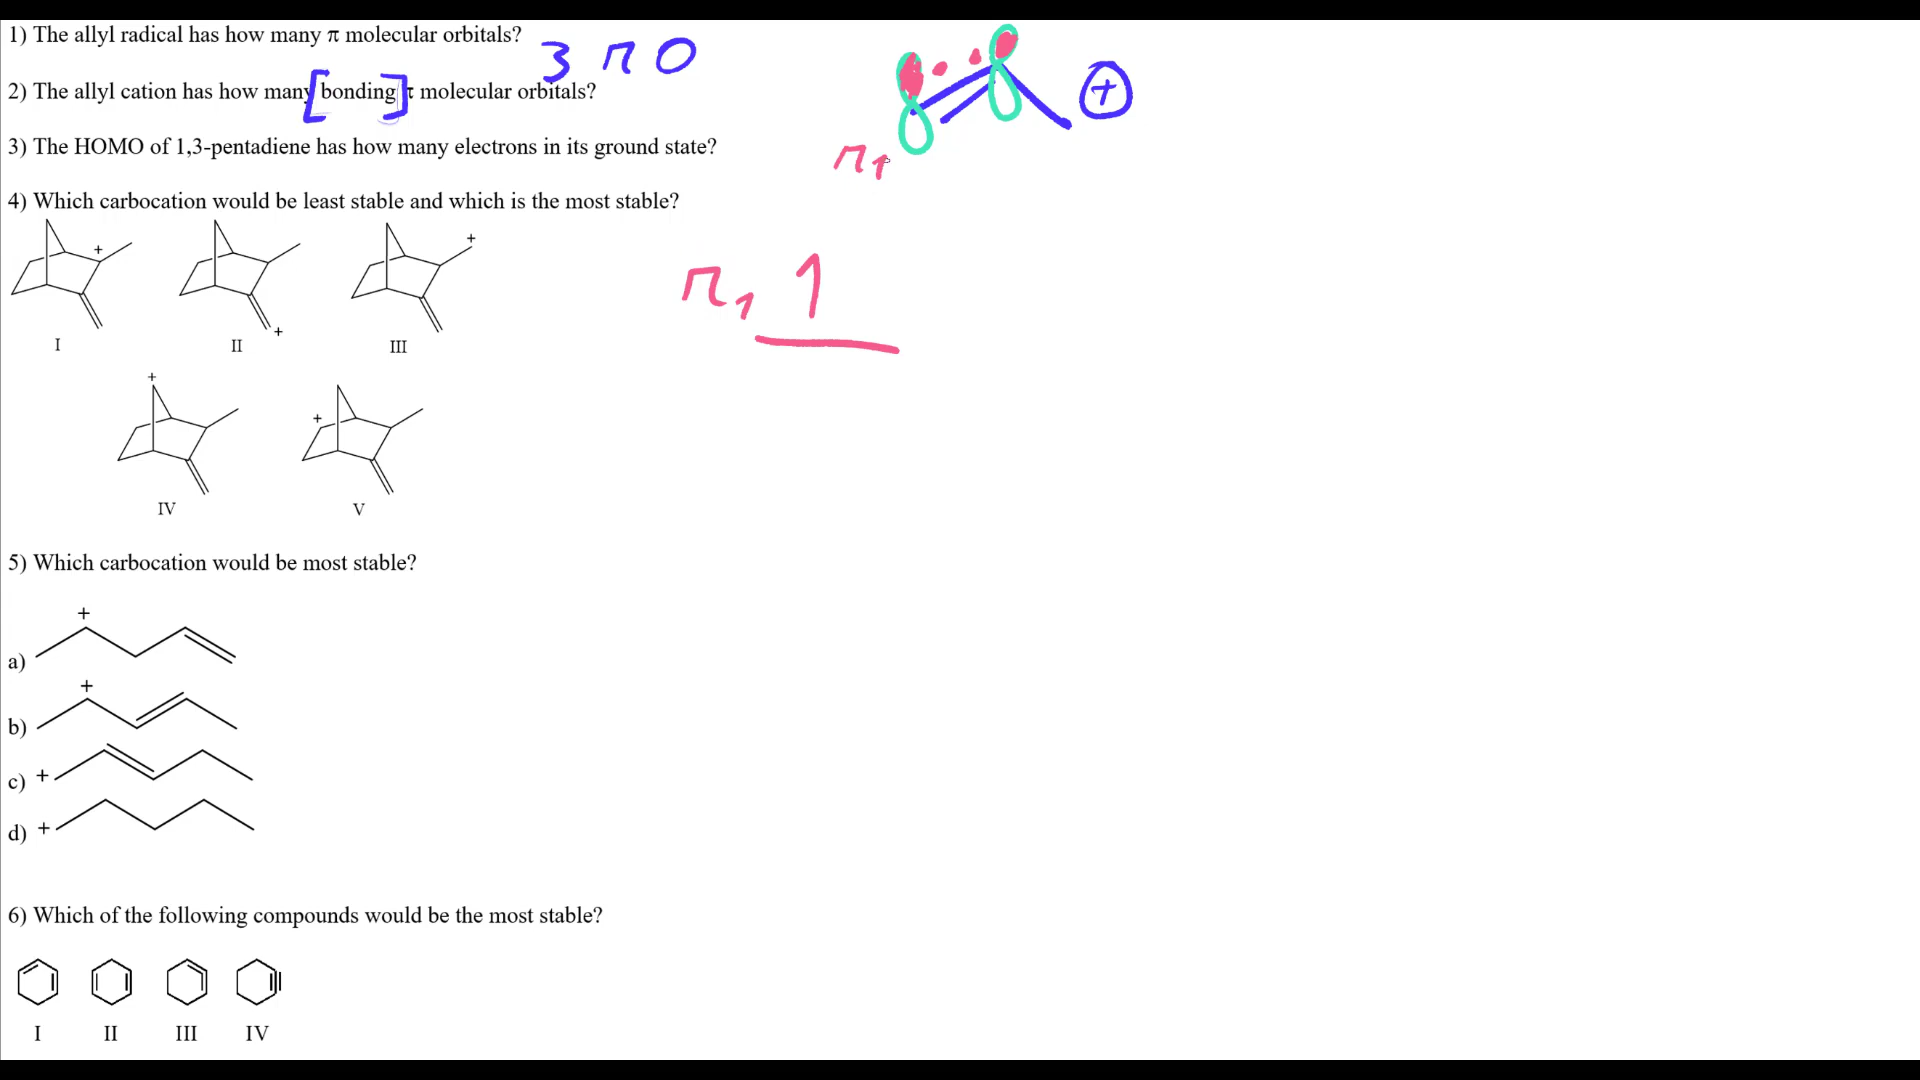 1) The allyl radical has how many π molecular orbitals?
3 π 0
2) The allyl cation has how many [bonding] π molecular orbitals?
+
3) The HOMO of 1,3-pentadiene has how many electrons in its ground state?
π1
4) Which carbocation would be least stable and which is the most stable?
+ + +
I II III
π1 1
+ +
IV V
5) Which carbocation would be most stable?
+
a)
+
b)
c) +
d) +
6) Which of the following compounds would be the most stable?
I II III IV